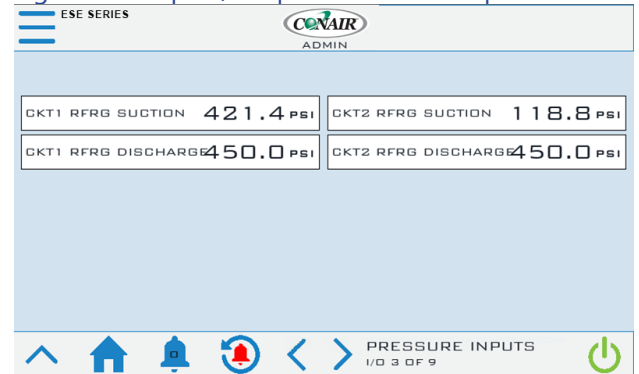 ESE SERIES
CONAIR
ADMIN
CKT1 RFRG SUCTION 421.4 PSI
CKT2 RFRG SUCTION 118.8 PSI
CKT1 RFRG DISCHARGE 450.0 PSI
CKT2 RFRG DISCHARGE 450.0 PSI
0
PRESSURE INPUTS
I/O 3 OF 9